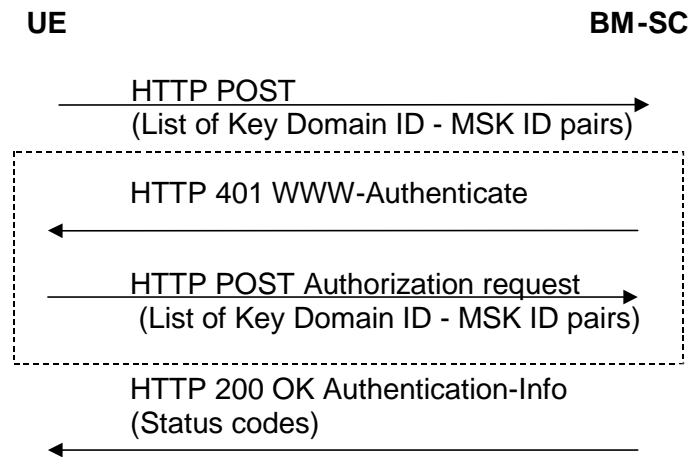 UE BM-SC
HTTP POST
(List of Key Domain ID - MSK ID pairs)
HTTP 401 WWW-Authenticate
HTTP POST Authorization request
(List of Key Domain ID - MSK ID pairs)
HTTP 200 OK Authentication-Info
(Status codes)